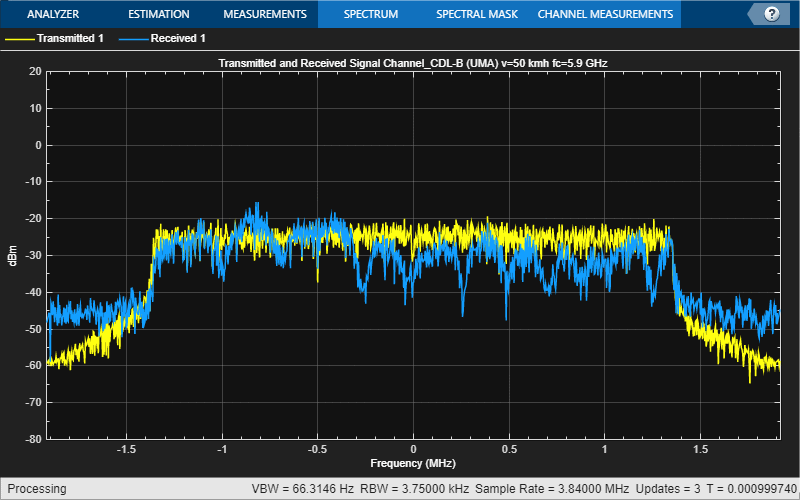 ANALYZER ESTIMATION MEASUREMENTS SPECTRUM SPECTRAL MASK CHANNEL MEASUREMENTS ?
Transmitted 1 Received 1
Transmitted and Received Signal Channel_CDL-B (UMA) v=50 kmh fc=5.9 GHz
20
10
0
-10
-20
-30
-40
-50
-60
-70
-80
dBm
-1.5 -1 -0.5 0 0.5 1 1.5
Frequency (MHz)
Processing VBW = 66.3146 Hz RBW = 3.75000 kHz Sample Rate = 3.84000 MHz Updates = 3 T = 0.000999740